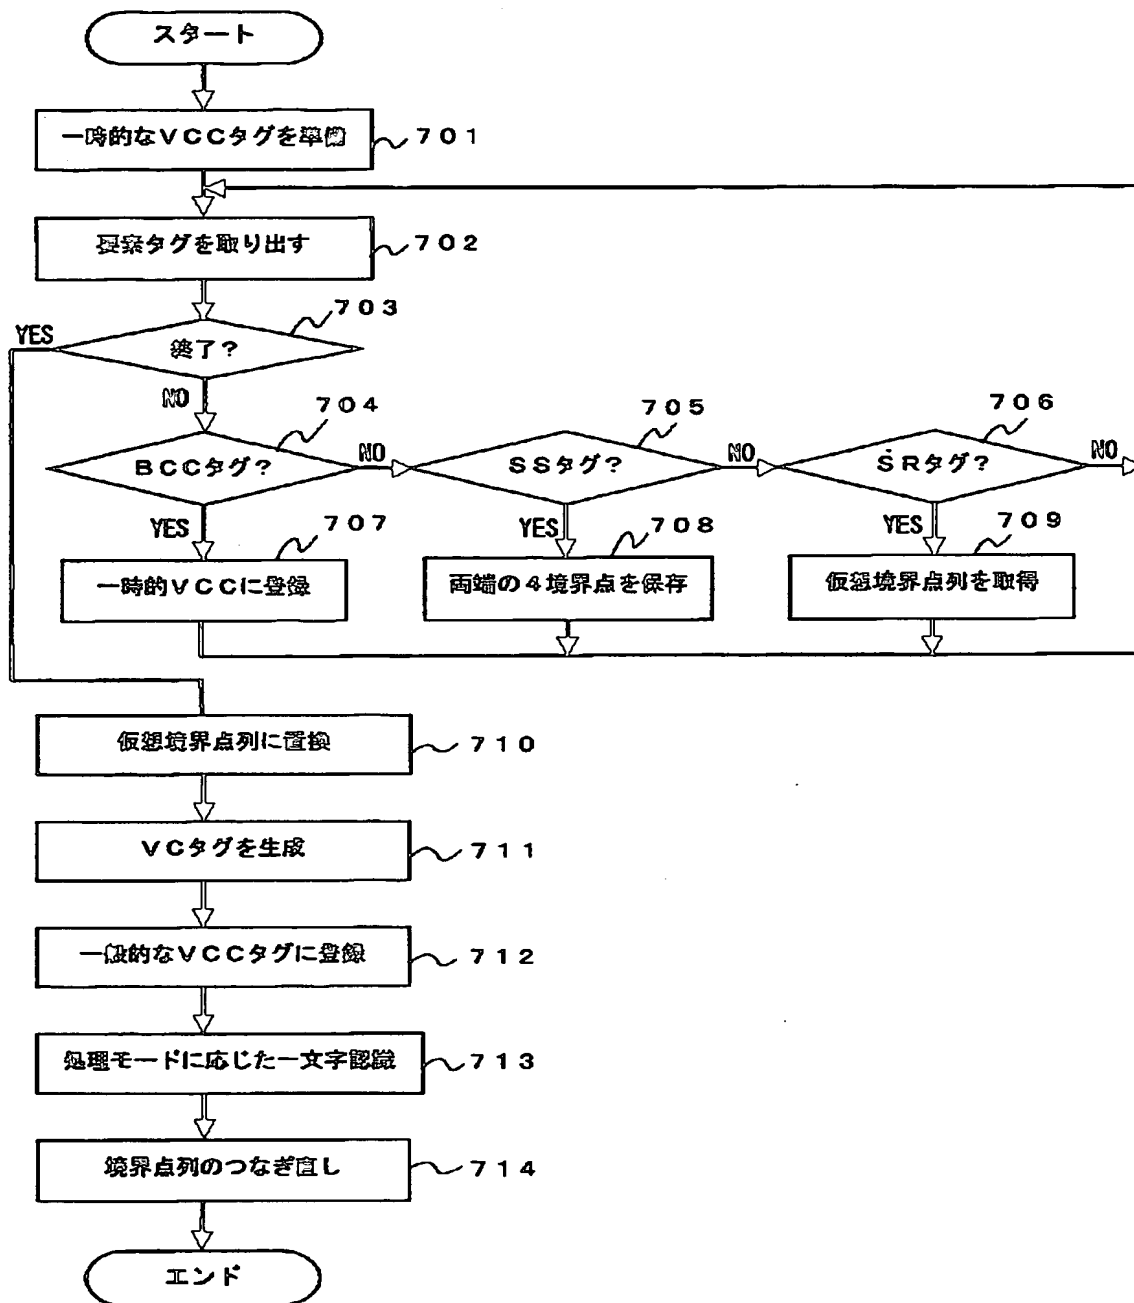 スタート
一時的なVCCタグを準備
701
要素タグを取り出す
702
703
YES
終了?
NO
704
705
706
BCCタグ?
NO
SSタグ?
NO
SRタグ?
NO
YES
707
YES
708
YES
709
一時的VCCに登録
両端の4境界点を保存
仮想境界点列を取得
仮想境界点列に置換
710
VCタグを生成
711
一般的なVCCタグに登録
712
処理モードに応じた一文字認識
713
境界点列のつなぎ直し
714
エンド